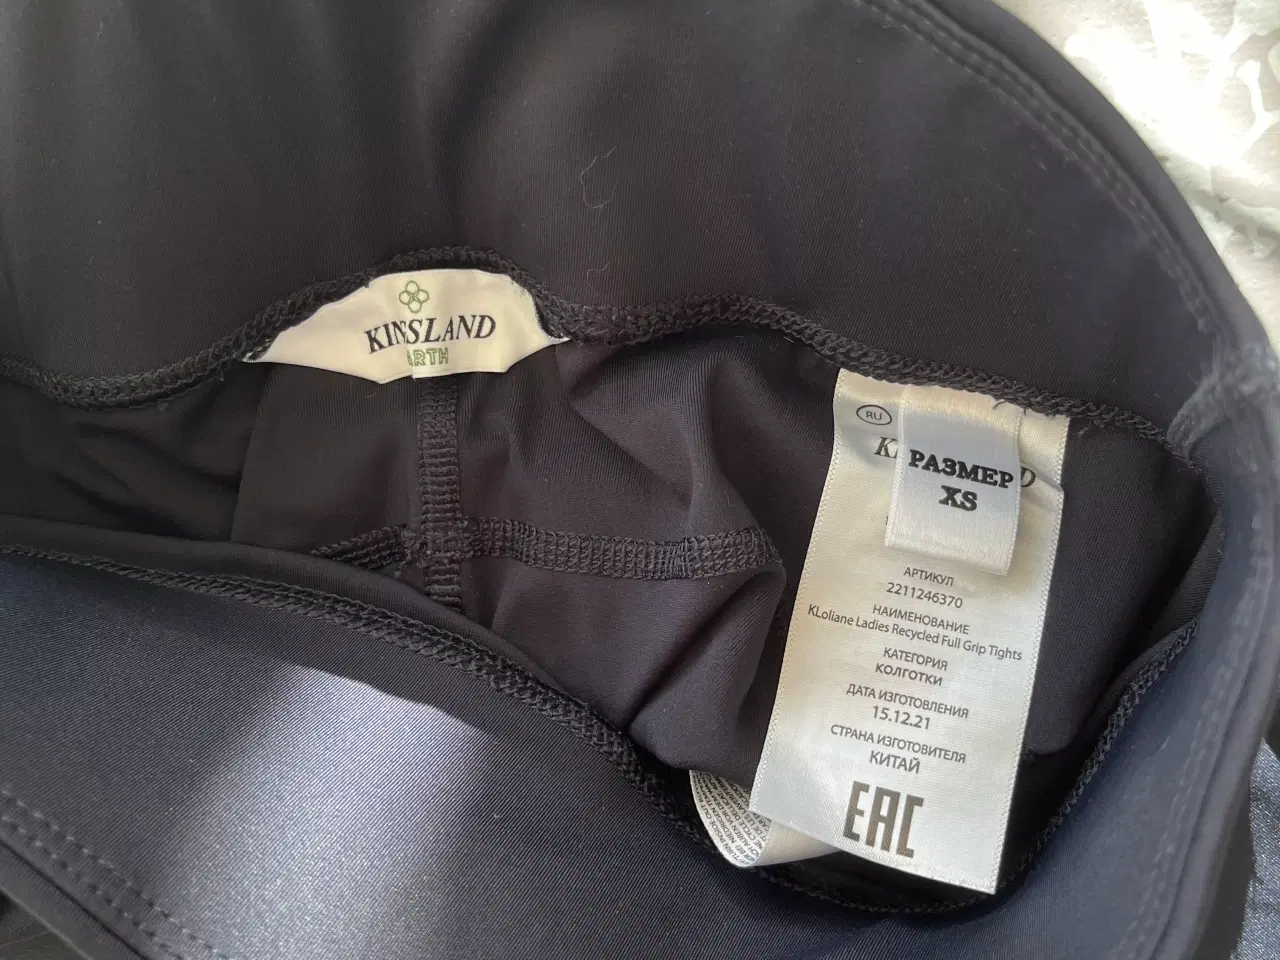 KINGSLAND
RTH
RU
РАЗМЕР
XS
АРТИКУЛ
2211246370
НАИМЕНОВАНИЕ
KLoliane Ladies Recycled Full Grip Tights
КАТЕГОРИЯ
КОЛГОТКИ
ДАТА ИЗГОТОВЛЕНИЯ
15.12.21
СТРАНА ИЗГОТОВИТЕЛЯ
КИТАЙ
EAC